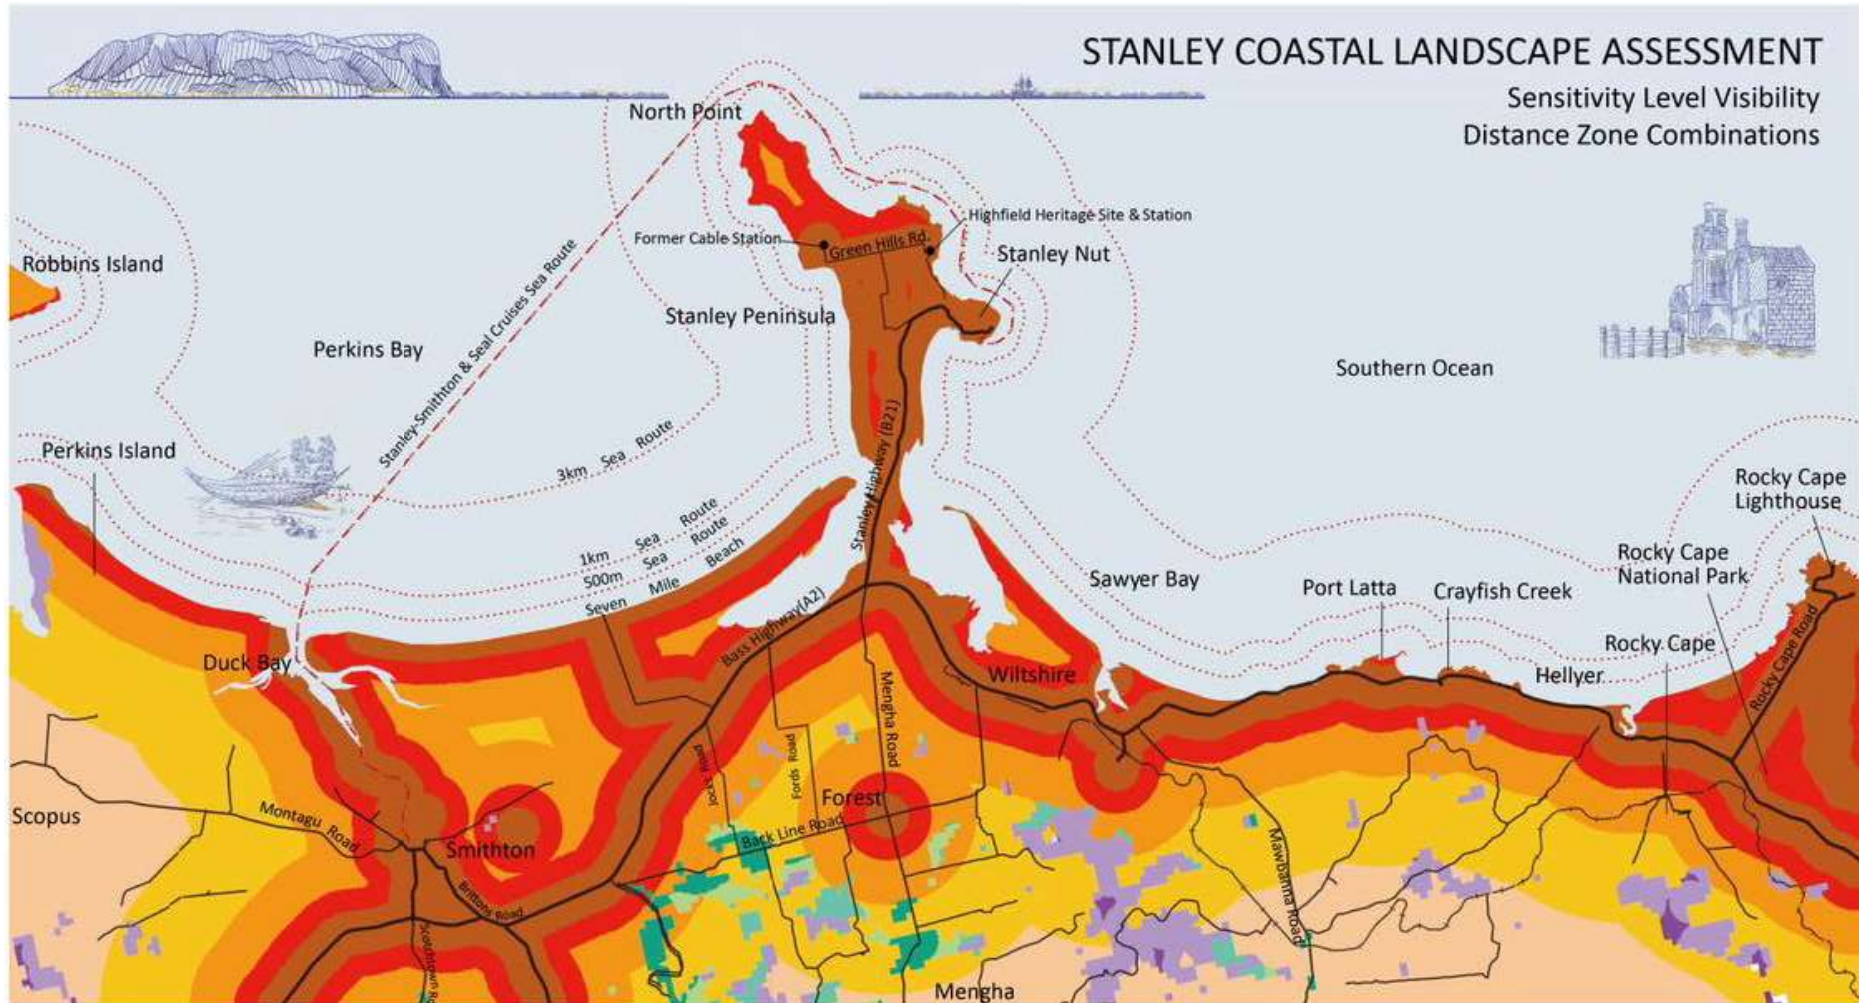 STANLEY COASTAL LANDSCAPE ASSESSMENT
Sensitivity Level Visibility
Distance Zone Combinations
North Point
Highfield Heritage Site & Station
Former Cable Station
Green Hills Rd.
Stanley Nut
Robbins Island
Stanley-Smithton & Seal Cruises Sea Route
Stanley Peninsula
Perkins Bay
Southern Ocean
Perkins Island
3km Sea Route
Stanley Highway (B21)
Rocky Cape
Lighthouse
1km Sea Route
500m Sea Route
Seven Mile Beach
Rocky Cape
National Park
Sawyer Bay
Port Latta
Crayfish Creek
Bass Highway(A2)
Rocky Cape
Duck Bay
Wiltshire
Hellyer
Rocky Cape Road
Mengha Road
Fords Road
Jocks Road
Forest
Scopus
Montagu Road
Back Line Road
Smithton
Mawbanna Road
Brittons Road
Scotchtown Ro
Mengha